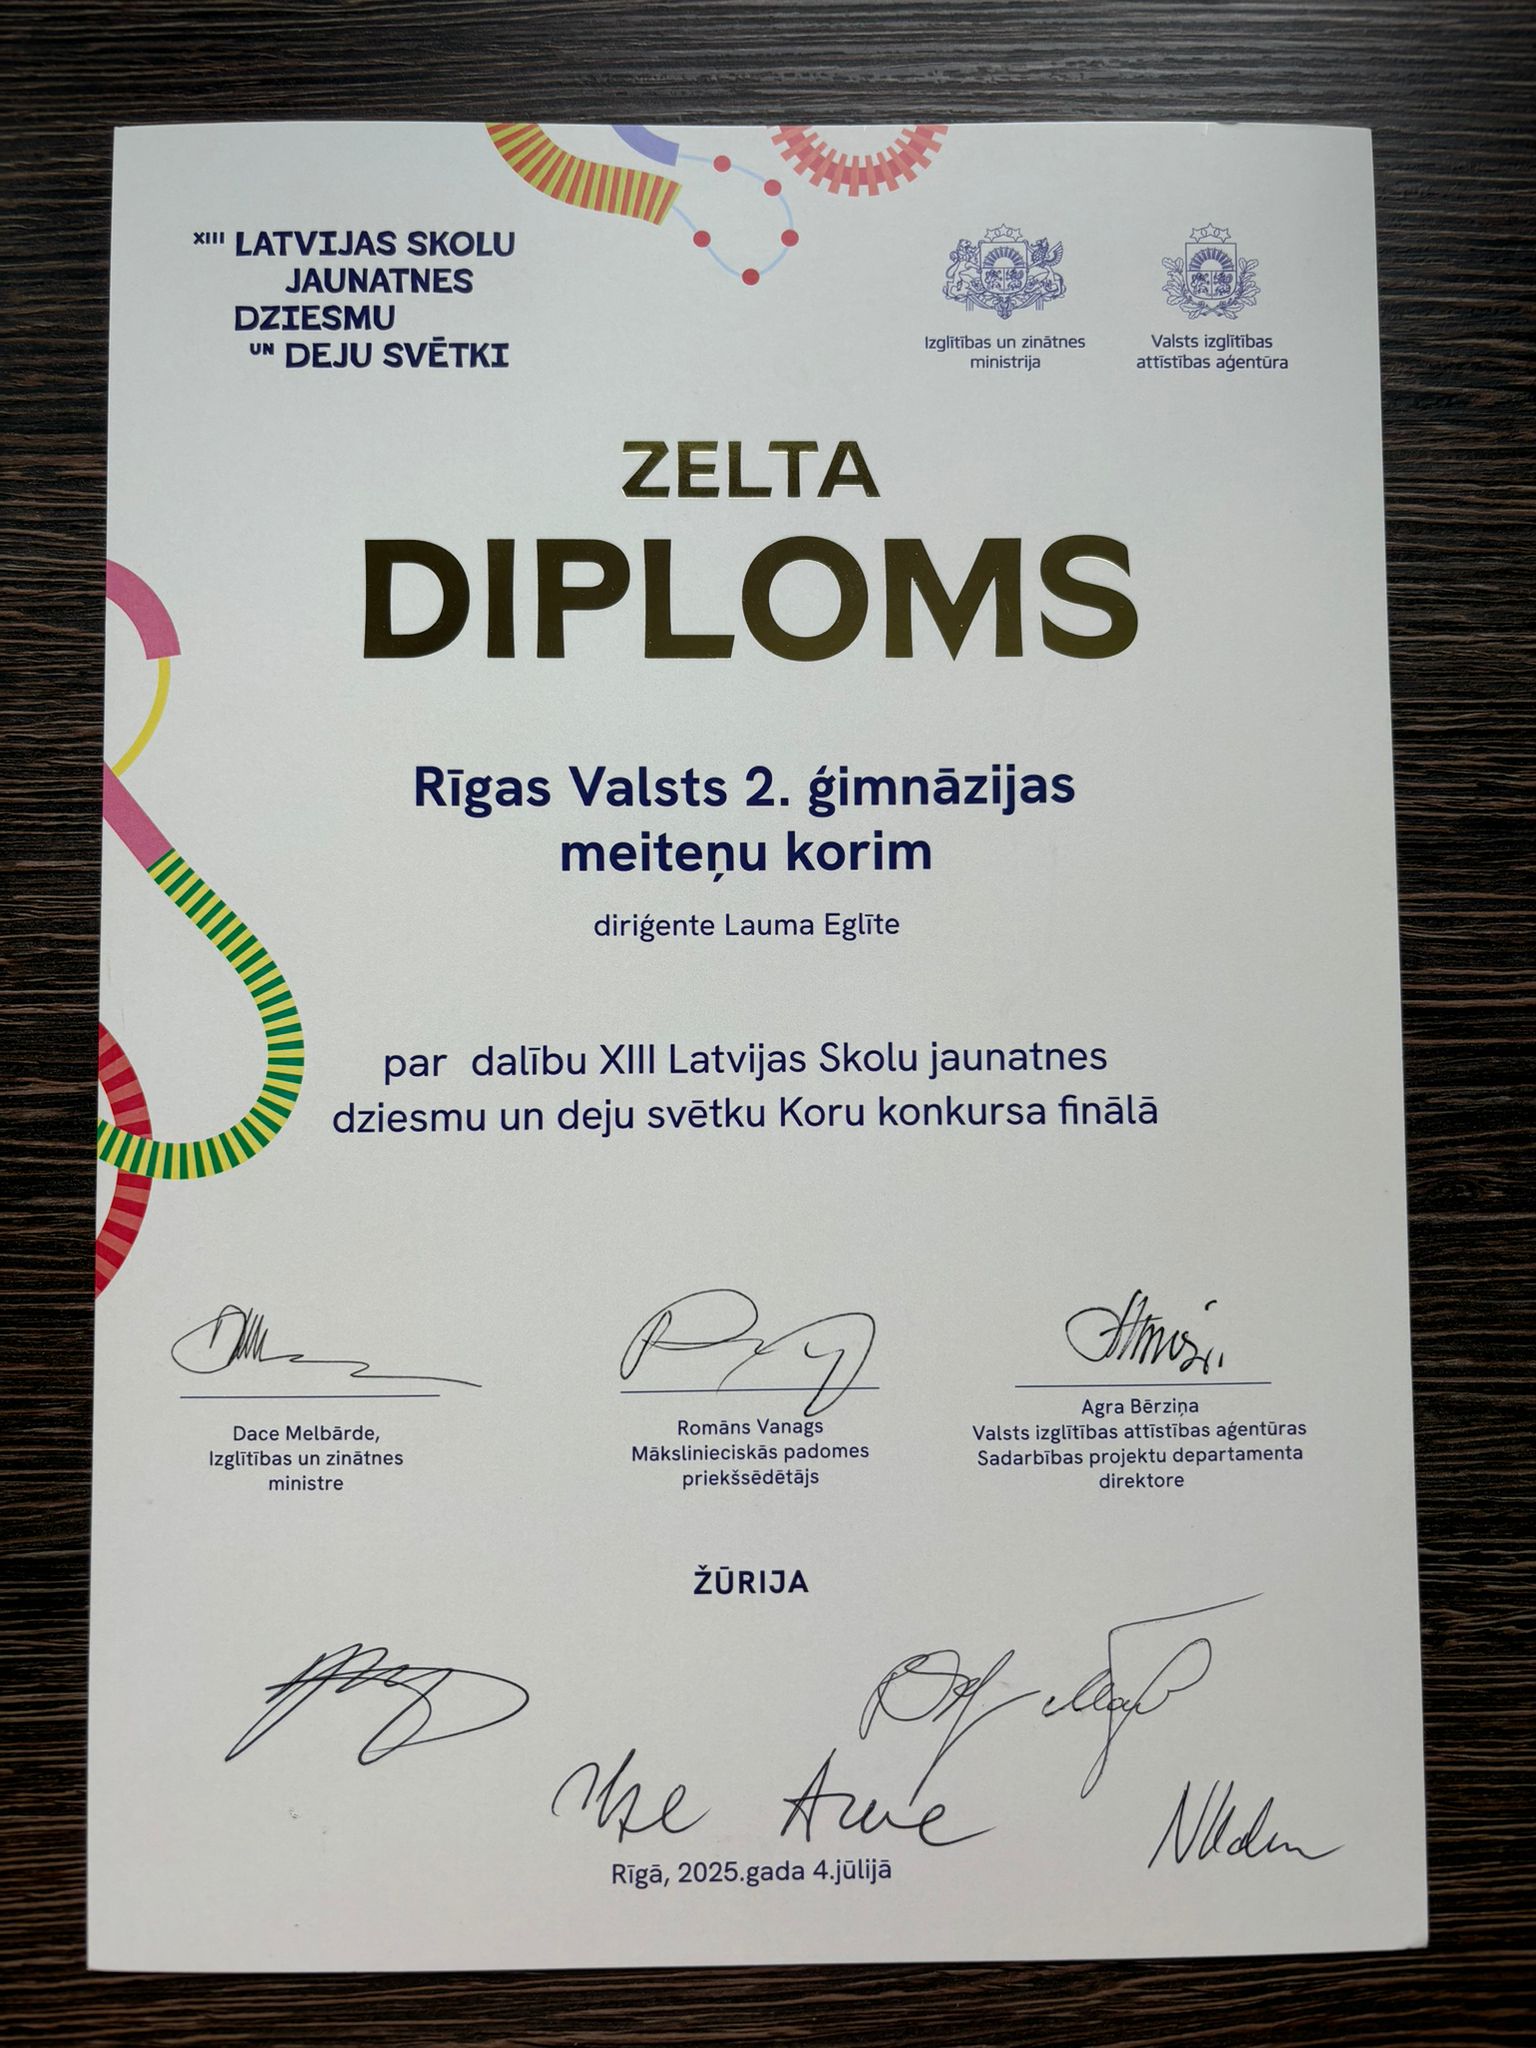 XIII LATVIJAS SKOLU
JAUNATNES
DZIESMU
UN DEJU SVĒTKI
Izglītības un zinātnes
ministrija
Valsts izglītības
attīstības aģentūra
ZELTA
DIPLOMS
Rīgas Valsts 2. ģimnāzijas
meiteņu korim
diriģente Lauma Eglīte
par dalību XIII Latvijas Skolu jaunatnes
dziesmu un deju svētku Koru konkursa finālā
Dace Melbārde,
Izglītības un zinātnes
ministre
Romāns Vanags
Mākslinieciskās padomes
priekšsēdētājs
Agra Bērziņa
Valsts izglītības attīstības aģentūras
Sadarbības projektu departamenta
direktore
ŽŪRIJA
Rīgā, 2025.gada 4.jūlijā